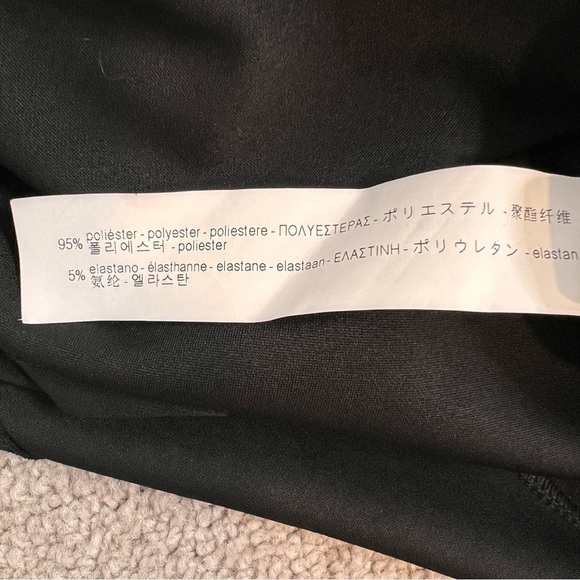 95% poliéster - polyester - poliestere - ΠΟΛΥΕΣΤΕΡΑΣ - ポリエステル - 聚酯纤维
폴리에스터 - poliester
5% elastano - élasthanne - elastane - elastaan - ΕΛΑΣΤΙΝΗ - ポリウレタン - elastan
氨纶 - 엘라스탄